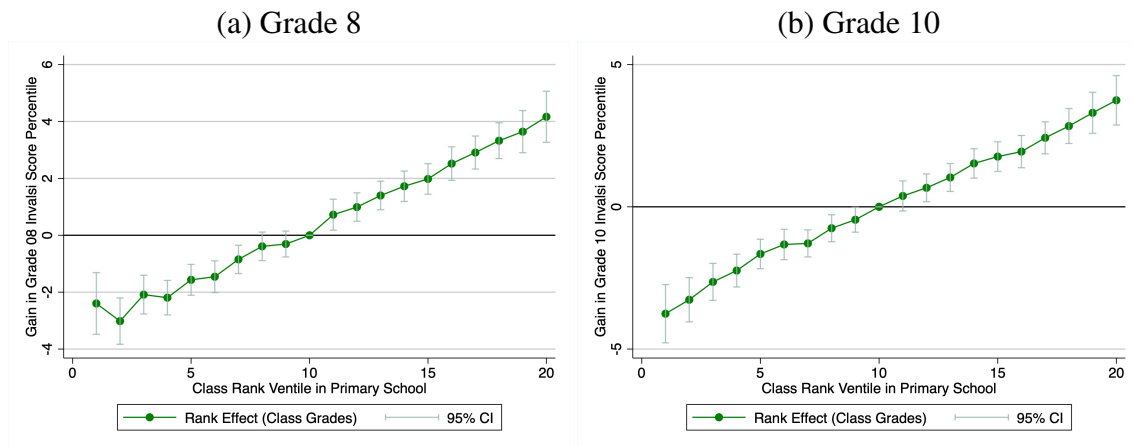 (a) Grade 8
Gain in Grade 08 Invalsi Score Percentile
6
4
2
0
-2
-4
0 5 10 15 20
Class Rank Ventile in Primary School
Rank Effect (Class Grades) 95% CI
(b) Grade 10
Gain in Grade 10 Invalsi Score Percentile
5
0
-5
0 5 10 15 20
Class Rank Ventile in Primary School
Rank Effect (Class Grades) 95% CI